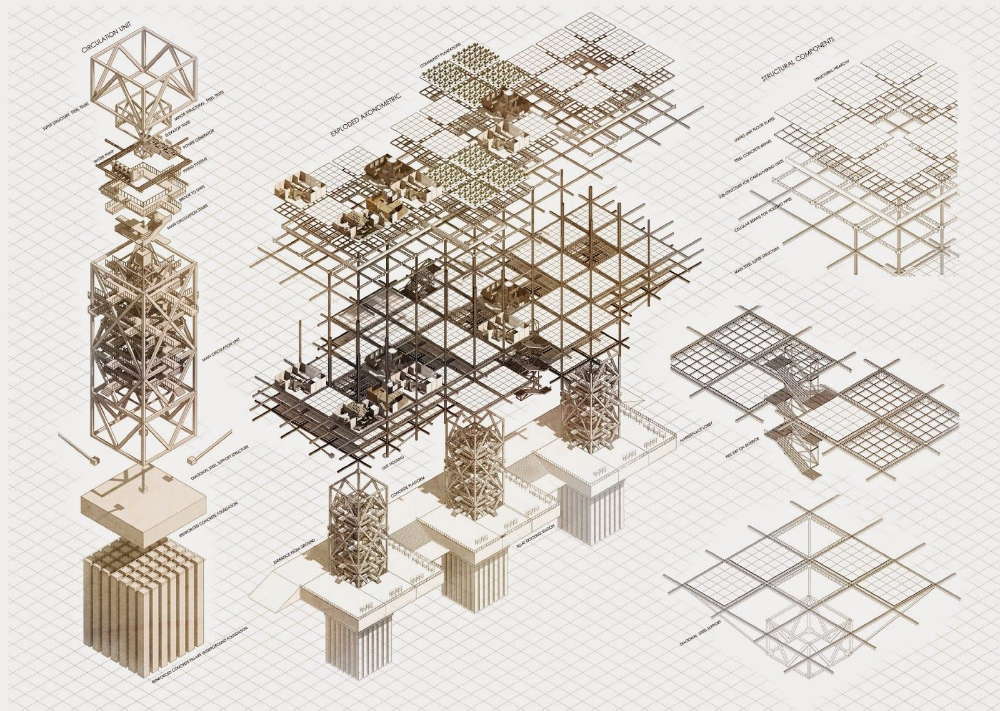 CIRCULATION UNIT
SUPER STRUCTURE STEEL TRUSS
MINOR STRUCTURAL STEEL TRUSS
ELEVATOR TRUSS
POWER GENERATOR
WATER PUMP
PIPING SYSTEMS
BRIDGE TO UNITS
MAIN CIRCULATION STAIRS
MAIN CIRCULATION UNIT
DIAGONAL STEEL SUPPORT STRUCTURE
REINFORCED CONCRETE FOUNDATION
REINFORCED CONCRETE PILLARS UNDERGROUND FOUNDATION
EXPLODED AXONOMETRIC
COMMUNITY PLANTATIONS
UNIT HOUSING
CONCRETE PLATFORM
ENTRANCE FROM GROUND
BOAT DOCKING STATION
MARKETPLACE LOBBY
STRUCTURAL COMPONENTS
STRUCTURAL HEIARCHY
LIVING UNIT FLOOR PLATES
STEEL CONCRETE BEAMS
SUB-STRUCTURE FOR CANTALIVERING UNITS
CELLULAR BEAMS FOR HOUSING PIPES
MAIN STEEL SUPER STRUCTURE
FIRE EXIT ON EXTERIOR
DIAGONAL STEEL SUPPORT